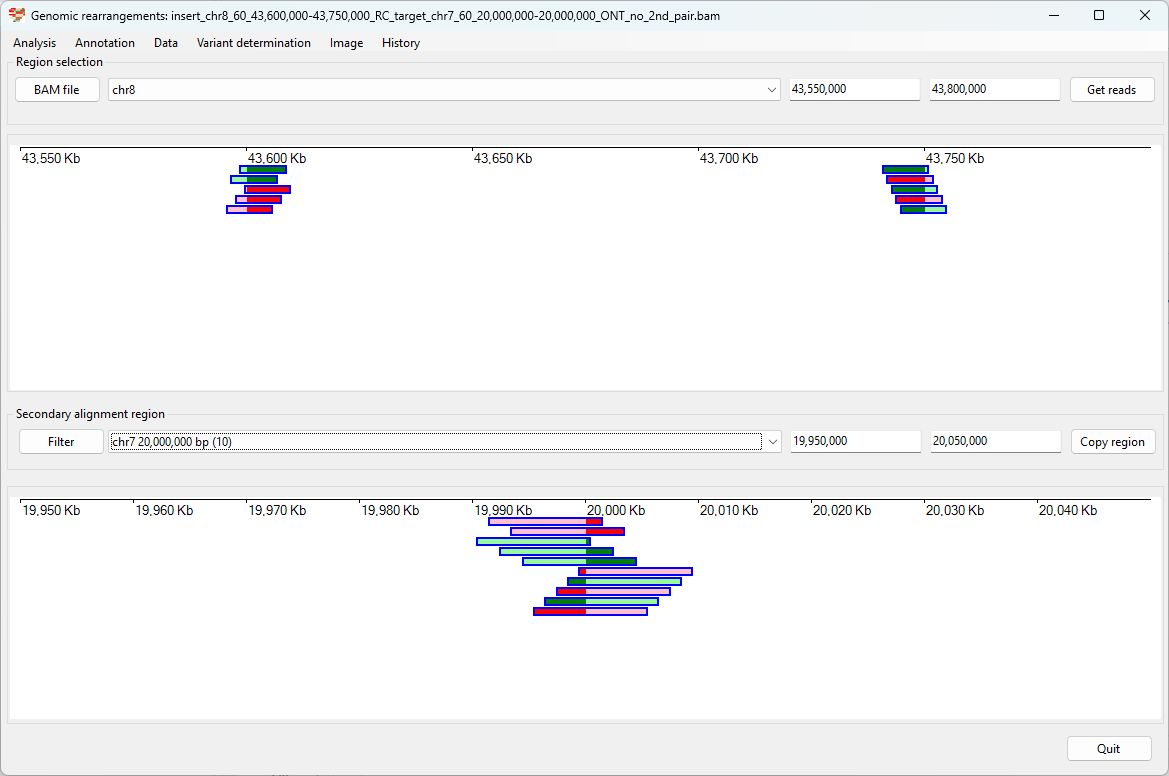 Genomic rearrangements: insert_chr8_60_43,600,000-43,750,000_RC_target_chr7_60_20,000,000-20,000,000_ONT_no_2nd_pair.bam
Analysis Annotation Data Variant determination Image History
Region selection
BAM file chr8 43,550,000 43,800,000 Get reads
43,550 Kb 43,600 Kb 43,650 Kb 43,700 Kb 43,750 Kb
Secondary alignment region
Filter chr7 20,000,000 bp (10) 19,950,000 20,050,000 Copy region
19,950 Kb 19,960 Kb 19,970 Kb 19,980 Kb 19,990 Kb 20,000 Kb 20,010 Kb 20,020 Kb 20,030 Kb 20,040 Kb
Quit